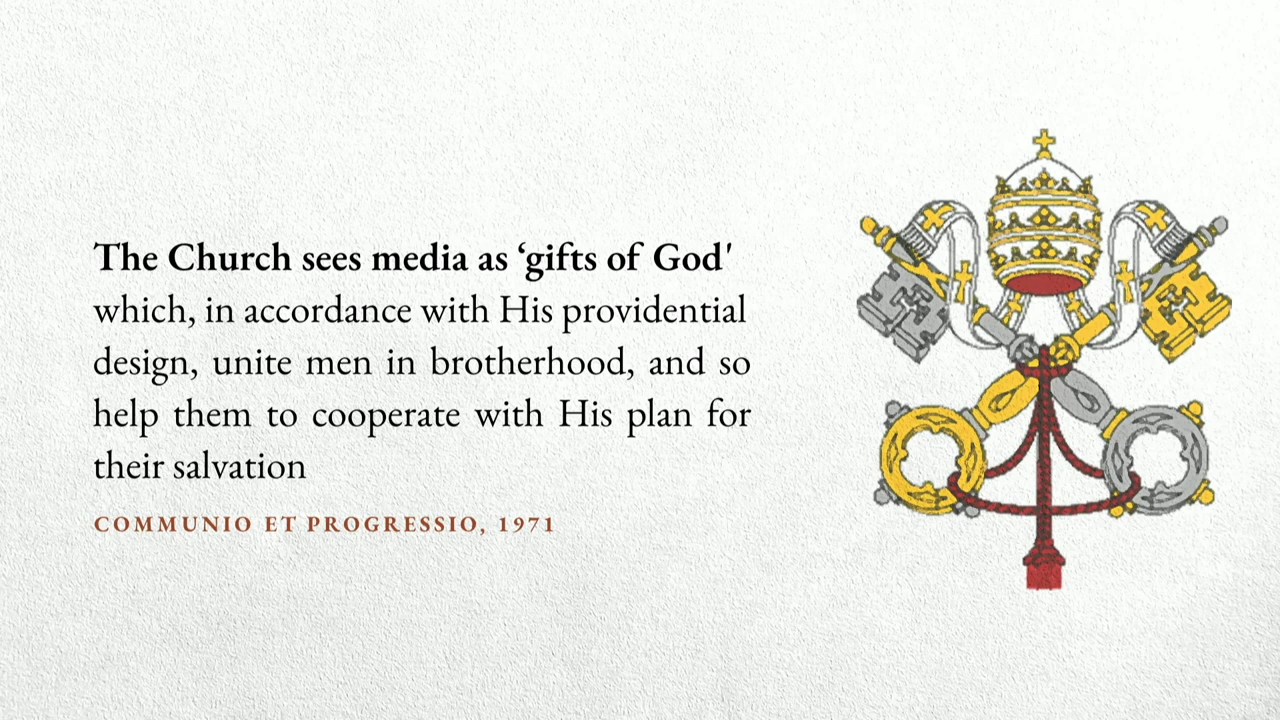 The Church sees media as ‘gifts of God'
which, in accordance with His providential
design, unite men in brotherhood, and so
help them to cooperate with His plan for
their salvation
COMMUNIO ET PROGRESSIO, 1971